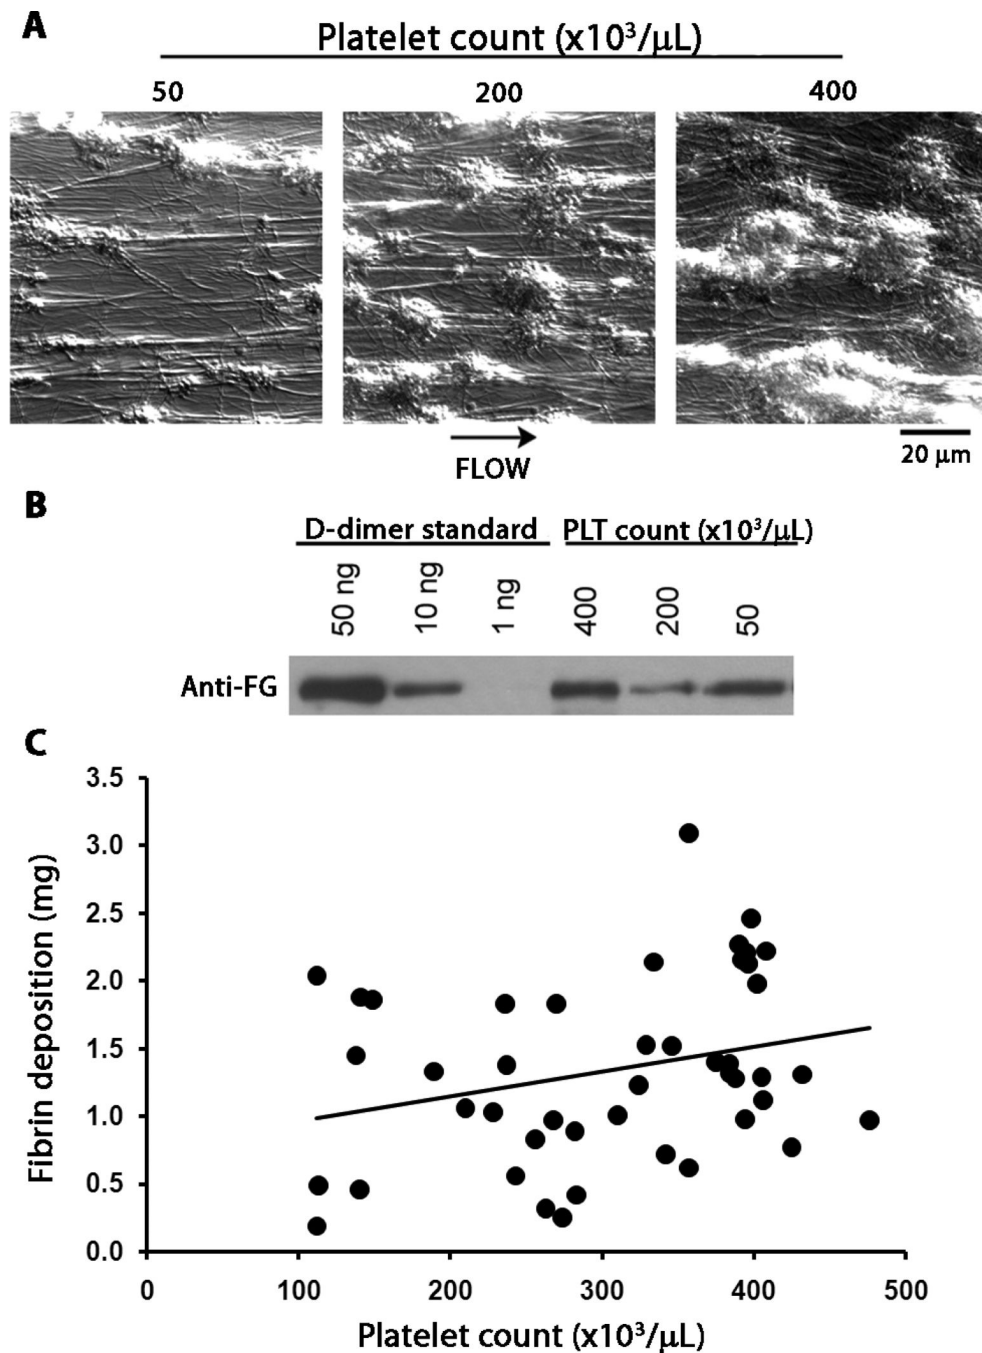 A
Platelet count (x10³/μL)
50 200 400
FLOW
20 μm
B
D-dimer standard PLT count (x10³/μL)
50 ng 10 ng 1 ng 400 200 50
Anti-FG
C
Fibrin deposition (mg)
3.5
3.0
2.5
2.0
1.5
1.0
0.5
0.0
0 100 200 300 400 500
Platelet count (x10³/μL)